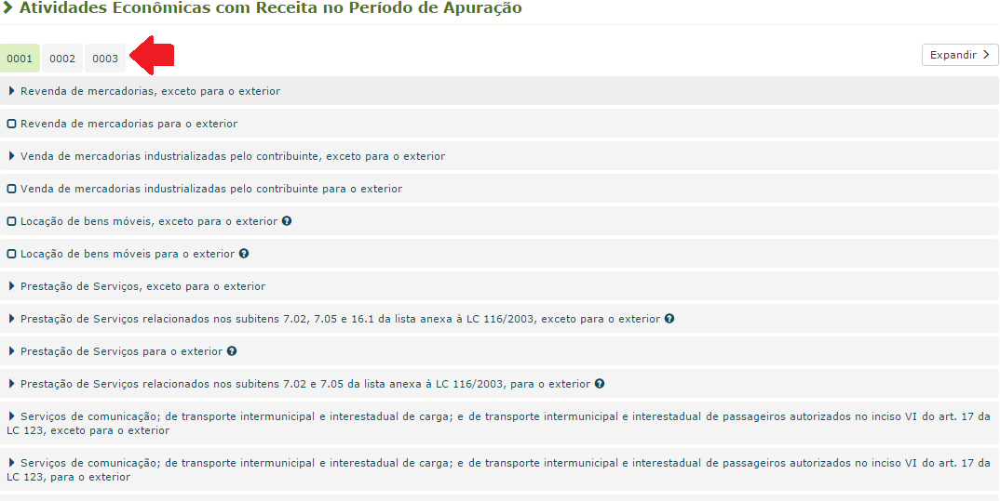 Atividades Econômicas com Receita no Período de Apuração
0001 0002 0003 Expandir
Revenda de mercadorias, exceto para o exterior
Revenda de mercadorias para o exterior
Venda de mercadorias industrializadas pelo contribuinte, exceto para o exterior
Venda de mercadorias industrializadas pelo contribuinte para o exterior
Locação de bens móveis, exceto para o exterior
Locação de bens móveis para o exterior
Prestação de Serviços, exceto para o exterior
Prestação de Serviços relacionados nos subitens 7.02, 7.05 e 16.1 da lista anexa à LC 116/2003, exceto para o exterior
Prestação de Serviços para o exterior
Prestação de Serviços relacionados nos subitens 7.02 e 7.05 da lista anexa à LC 116/2003, para o exterior
Serviços de comunicação; de transporte intermunicipal e interestadual de carga; e de transporte intermunicipal e interestadual de passageiros autorizados no inciso VI do art. 17 da
LC 123, exceto para o exterior
Serviços de comunicação; de transporte intermunicipal e interestadual de carga; e de transporte intermunicipal e interestadual de passageiros autorizados no inciso VI do art. 17 da
LC 123, para o exterior